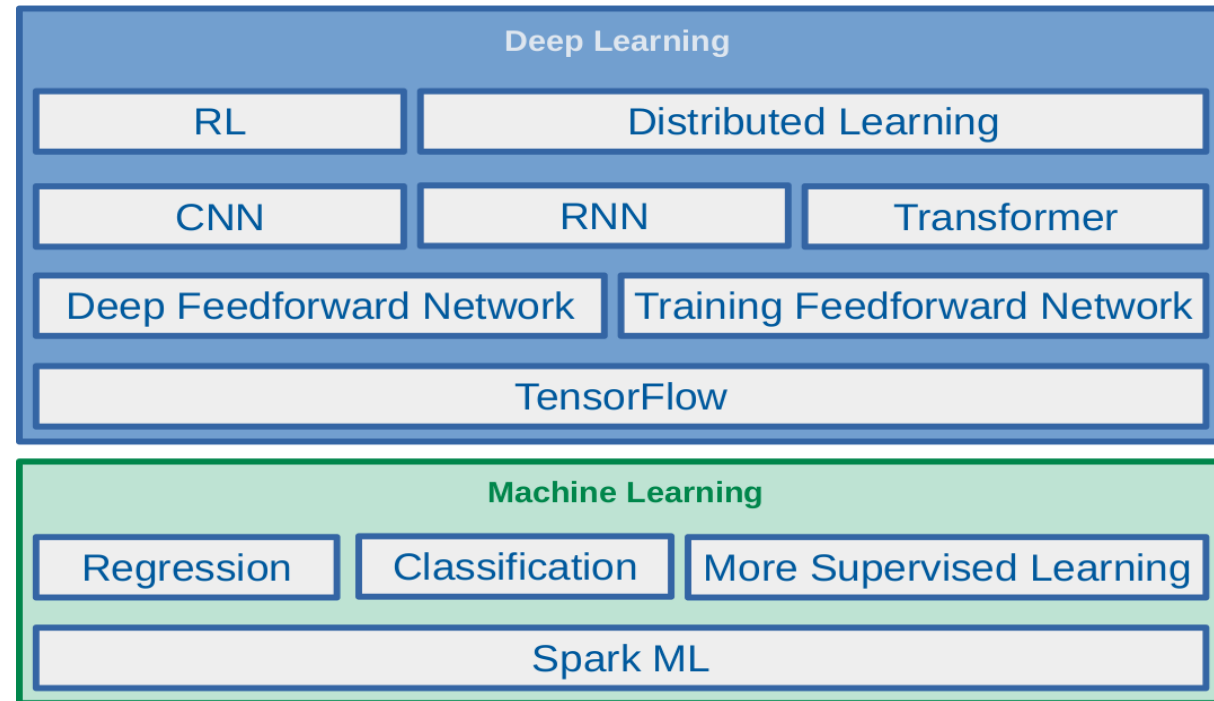 Deep Learning
RL
Distributed Learning
CNN
RNN
Transformer
Deep Feedforward Network
Training Feedforward Network
TensorFlow
Machine Learning
Regression
Classification
More Supervised Learning
Spark ML